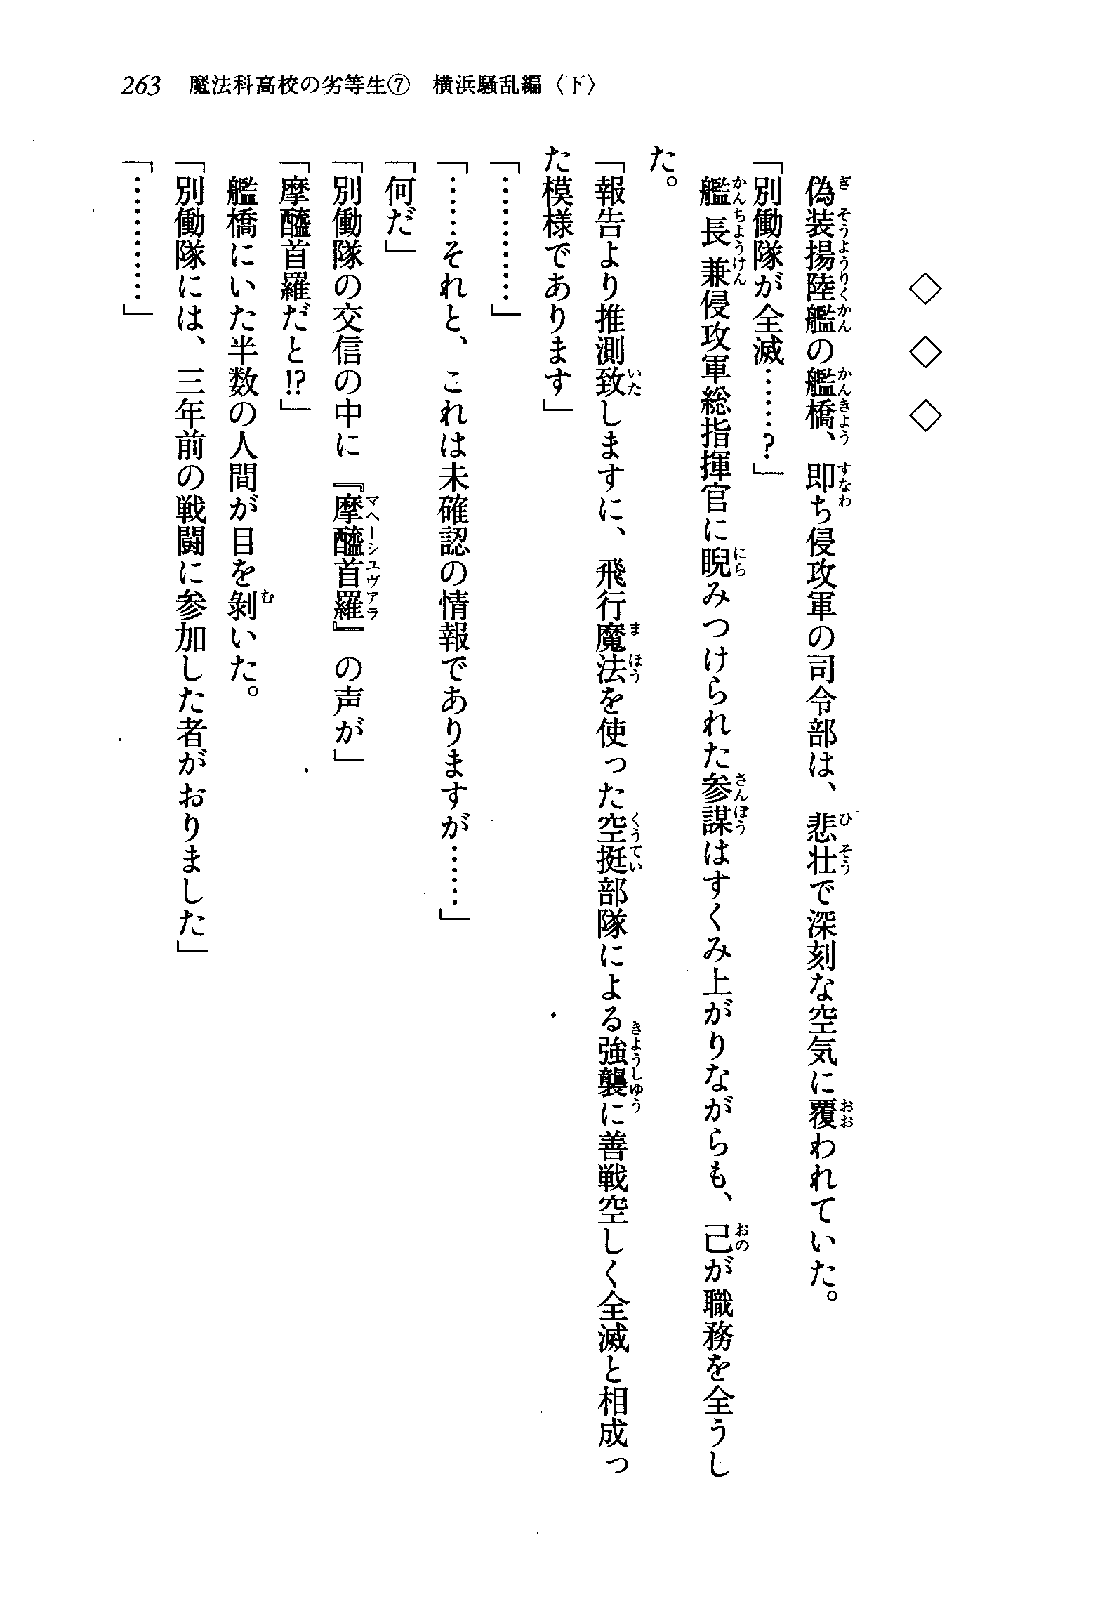 263 魔法科高校の劣等生⑦ 横浜騒乱編〈下〉
◇ ◇ ◇
偽装揚陸艦の艦橋、即ち侵攻軍の司令部は、悲壮で深刻な空気に覆われていた。
「別働隊が全滅……?」
艦長兼侵攻軍総指揮官に睨みつけられた参謀はすくみ上がりながらも、己が職務を全うし
た。
「報告より推測致しますに、飛行魔法を使った空挺部隊による強襲に善戦空しく全滅と相成っ
た模様であります」
「…………」
「……それと、これは未確認の情報でありますが……」
「何だ」
「別働隊の交信の中に『摩醯首羅』の声が」
「摩醯首羅だと!?」
艦橋にいた半数の人間が目を剝いた。
「別働隊には、三年前の戦闘に参加した者がおりました」
「…………」